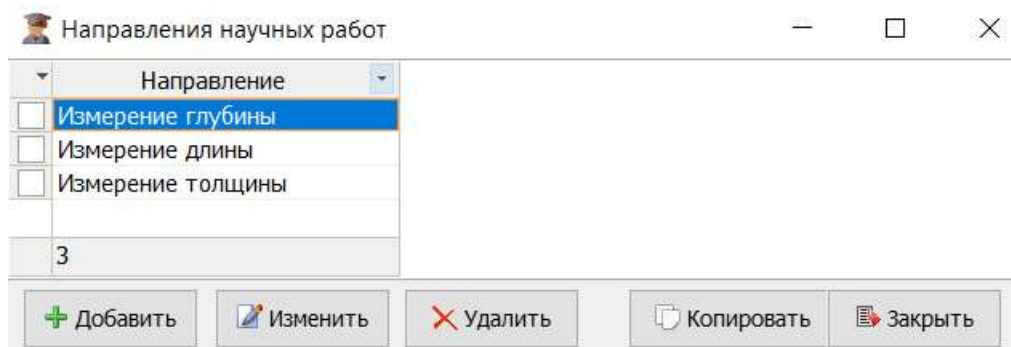 Направления научных работ
Направление
Измерение глубины
Измерение длины
Измерение толщины
3
Добавить Изменить Удалить Копировать Закрыть